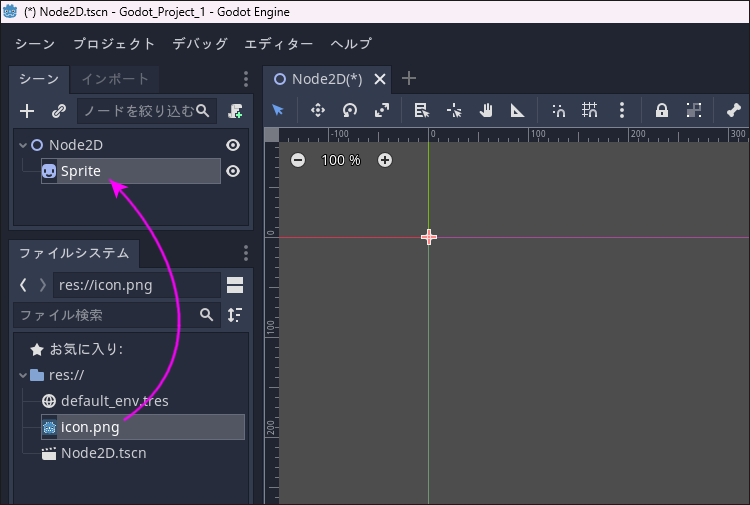 (*) Node2D.tscn - Godot_Project_1 - Godot Engine
シーン プロジェクト デバッグ エディター ヘルプ
シーン インポート
ノードを絞り込む
Node2D
Sprite
ファイルシステム
res://icon.png
ファイル検索
お気に入り:
res://
default_env.tres
icon.png
Node2D.tscn
Node2D(*)
-100 0 100 200 300
100 %
0
100
200